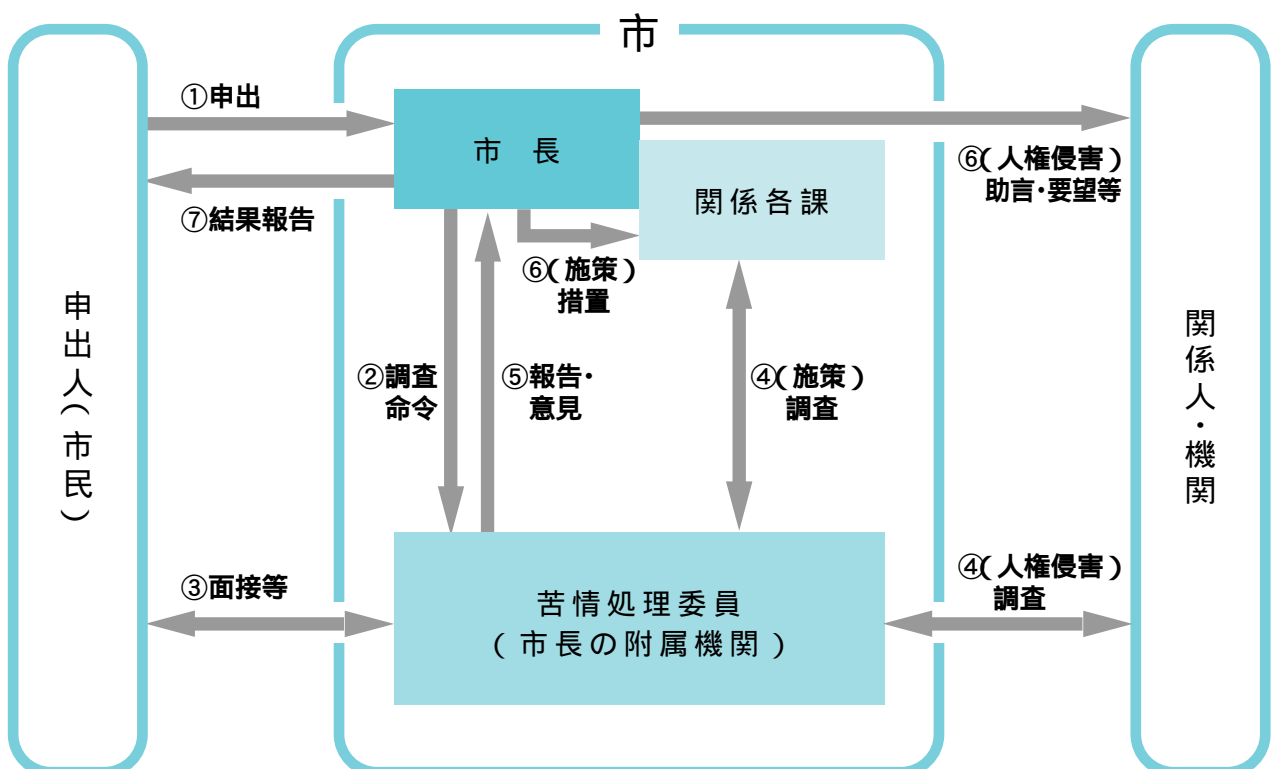 市
①申出
市 長
関係各課
⑥(人権侵害)
助言・要望等
⑦結果報告
⑥(施策)
措置
申出人(市民)
関係人・機関
②調査
命令
⑤報告・
意見
④(施策)
調査
③面接等
苦情処理委員
(市長の附属機関)
④(人権侵害)
調査